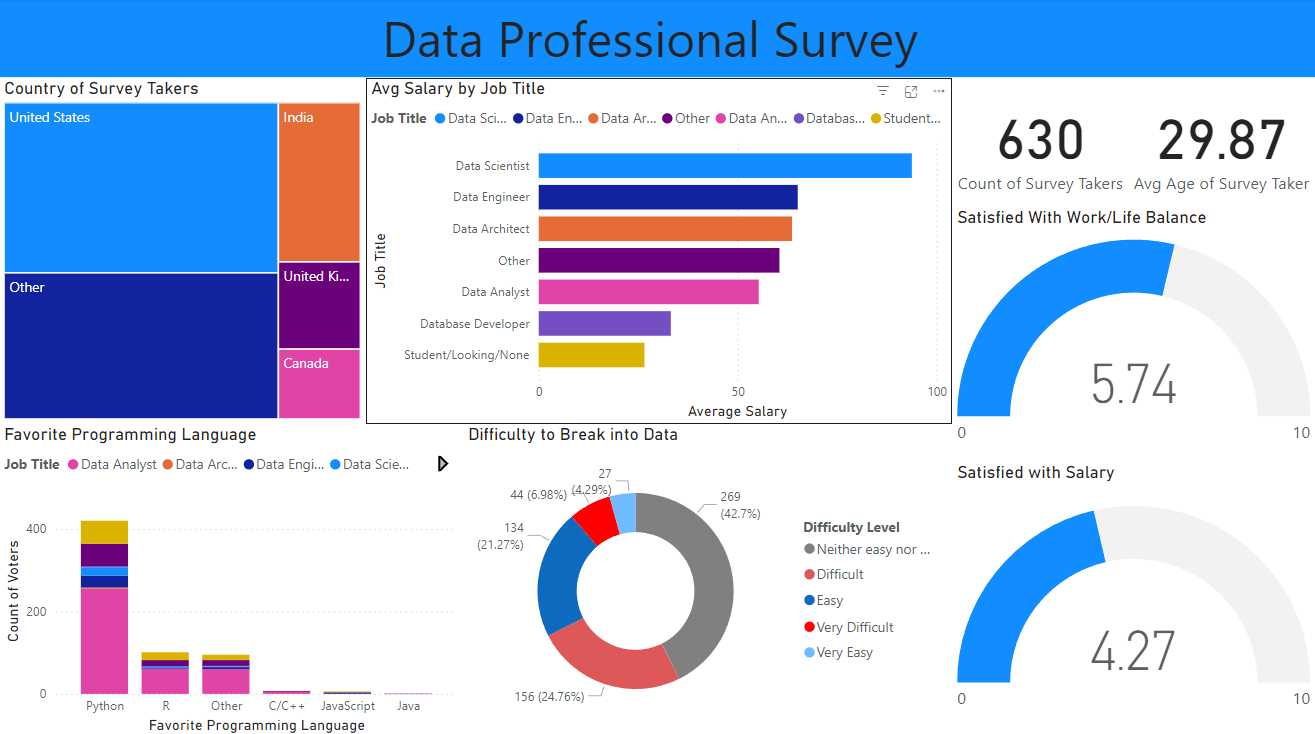 Data Professional Survey
Country of Survey Takers
United States
India
Other
United Ki...
Canada
Avg Salary by Job Title
Job Title Data Sci... Data En... Data Ar... Other Data An... Databas... Student...
Job Title
Data Scientist
Data Engineer
Data Architect
Other
Data Analyst
Database Developer
Student/Looking/None
0 50 100
Average Salary
630
Count of Survey Takers
29.87
Avg Age of Survey Taker
Satisfied With Work/Life Balance
5.74
0 10
Favorite Programming Language
Job Title Data Analyst Data Arc... Data Engi... Data Scie...
Count of Voters
400
200
0
Python R Other C/C++ JavaScript Java
Favorite Programming Language
Difficulty to Break into Data
27
(4.29%)
44 (6.98%)
134
(21.27%)
269
(42.7%)
156 (24.76%)
Difficulty Level
Neither easy nor ...
Difficult
Easy
Very Difficult
Very Easy
Satisfied with Salary
4.27
0 10